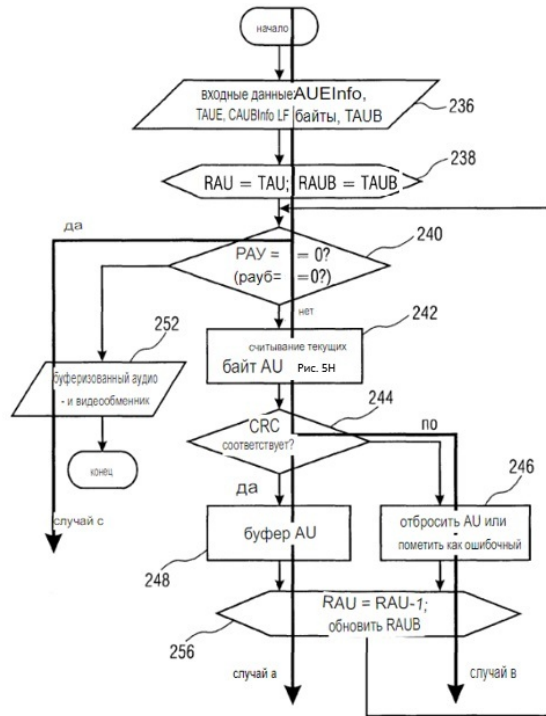 начало
входные данные: AUEInfo,
TAUE, CAUBInfo LF байты, TAUB
236
RAU = TAU; RAUB = TAUB
238
да
РАУ = = 0?
(рауб= =0?)
240
нет
252
считывание текущих
байт AU Рис. 5H
242
буферизованный аудио
- и видеообменник
CRC
соответствует?
244
по
конец
да
246
случай с
буфер AU
248
отбросить AU или
пометить как ошибочный
RAU = RAU-1;
обновить RAUB
256
случай а
случай в